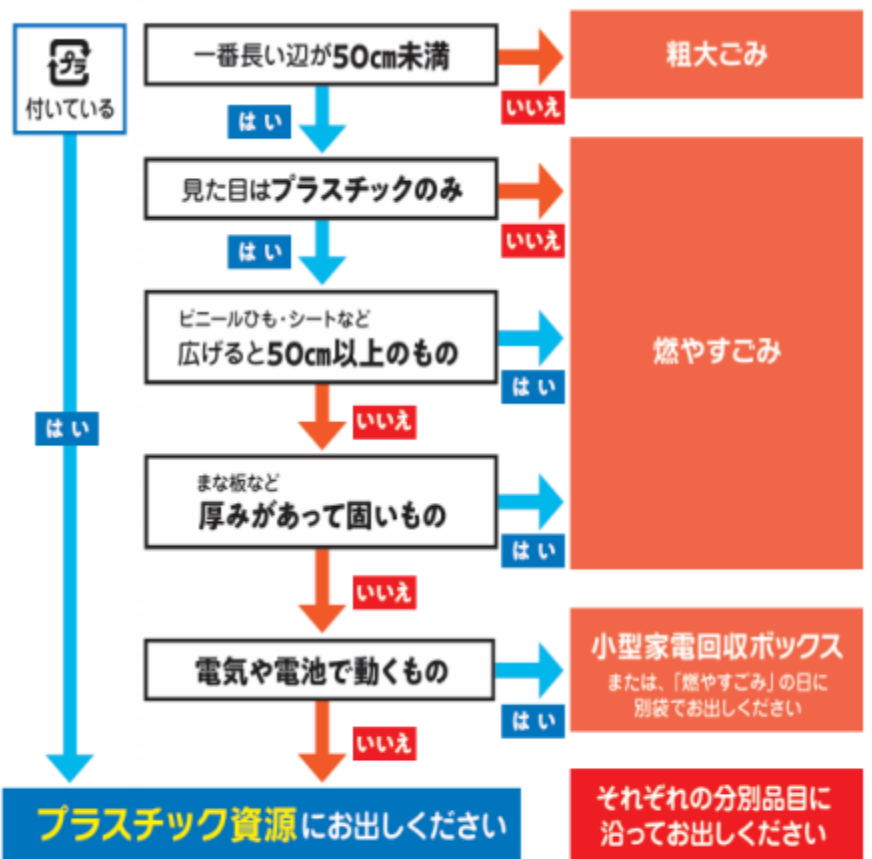 プラ
付いている
はい
一番長い辺が50cm未満
いいえ
粗大ごみ
はい
見た目はプラスチックのみ
いいえ
はい
ビニールひも・シートなど
広げると50cm以上のもの
はい
燃やすごみ
いいえ
まな板など
厚みがあって固いもの
はい
いいえ
電気や電池で動くもの
はい
小型家電回収ボックス
または、「燃やすごみ」の日に
別袋でお出しください
いいえ
プラスチック資源にお出しください
それぞれの分別品目に
沿ってお出しください